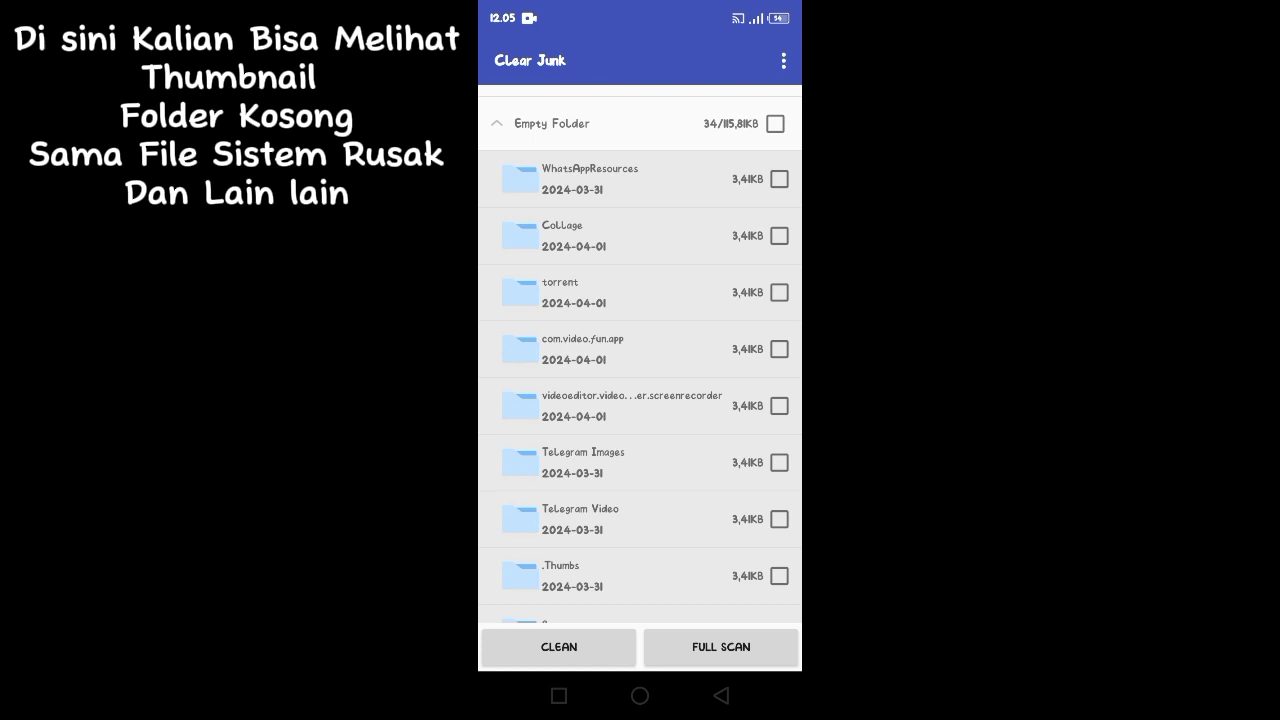 Di sini Kalian Bisa Melihat
Thumbnail
Folder Kosong
Sama File Sistem Rusak
Dan Lain lain
12.05
54
Clear Junk
Empty Folder 34/115,81KB
WhatsAppResources
2024-03-31
3,41KB
Collage
2024-04-01
3,41KB
torrent
2024-04-01
3,41KB
com.video.fun.app
2024-04-01
3,41KB
videoeditor.video...er.screenrecorder
2024-04-01
3,41KB
Telegram Images
2024-03-31
3,41KB
Telegram Video
2024-03-31
3,41KB
.Thumbs
2024-03-31
3,41KB
CLEAN
FULL SCAN